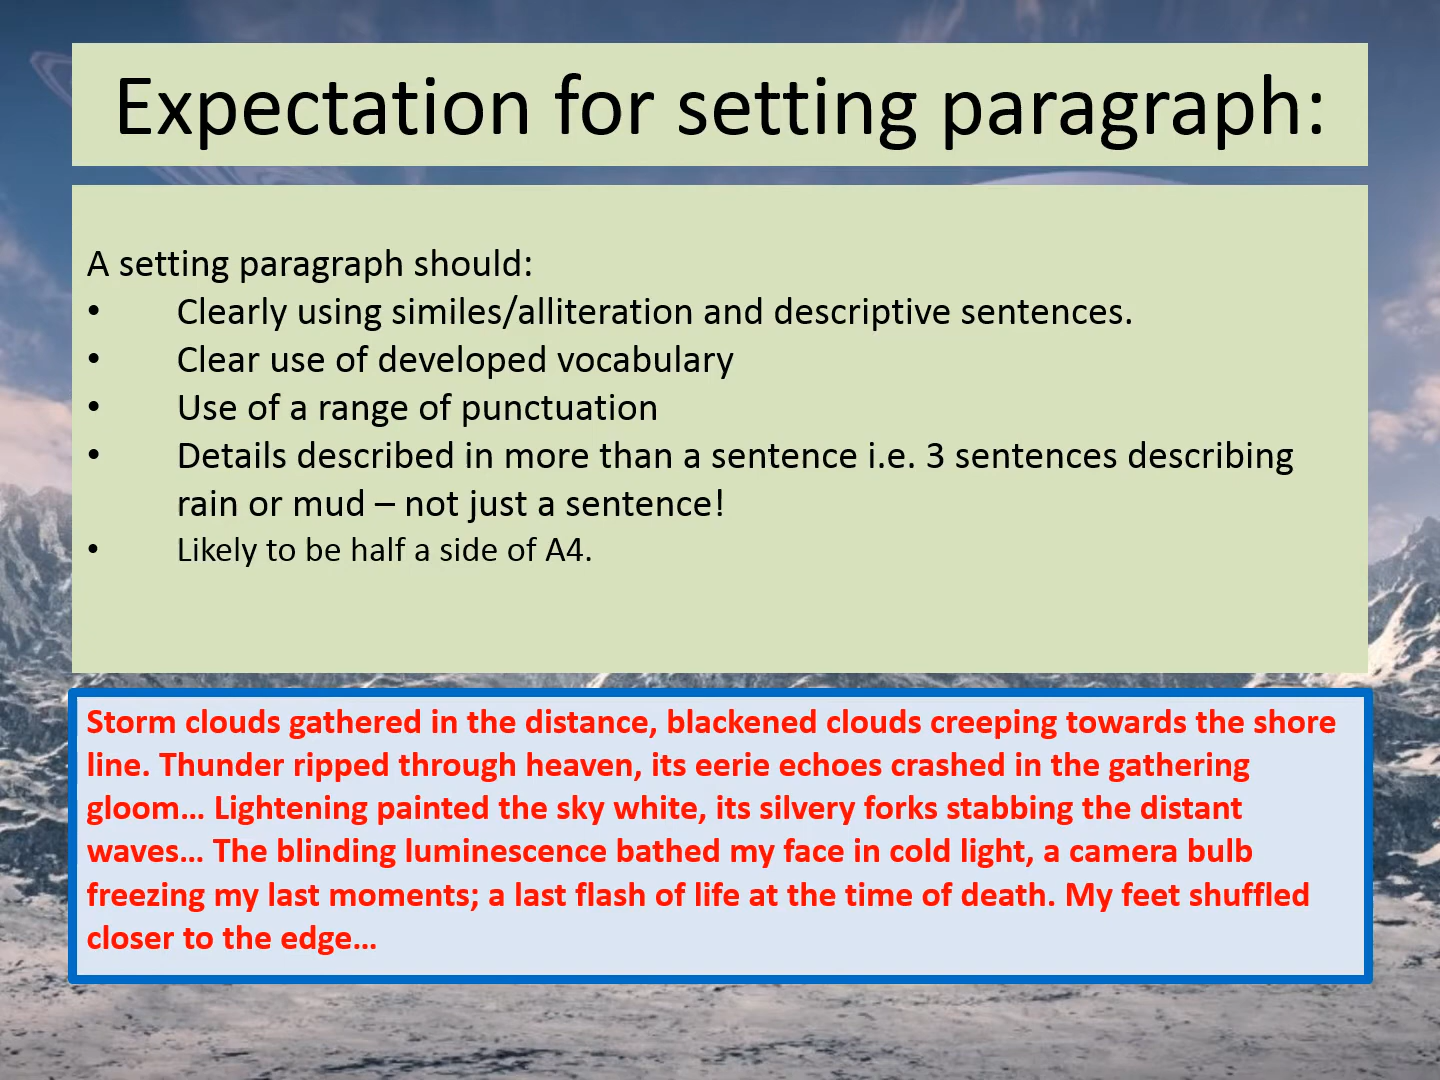 Expectation for setting paragraph:
A setting paragraph should:
• Clearly using similes/alliteration and descriptive sentences.
• Clear use of developed vocabulary
• Use of a range of punctuation
• Details described in more than a sentence i.e. 3 sentences describing
rain or mud – not just a sentence!
• Likely to be half a side of A4.
Storm clouds gathered in the distance, blackened clouds creeping towards the shore
line. Thunder ripped through heaven, its eerie echoes crashed in the gathering
gloom... Lightening painted the sky white, its silvery forks stabbing the distant
waves... The blinding luminescence bathed my face in cold light, a camera bulb
freezing my last moments; a last flash of life at the time of death. My feet shuffled
closer to the edge...